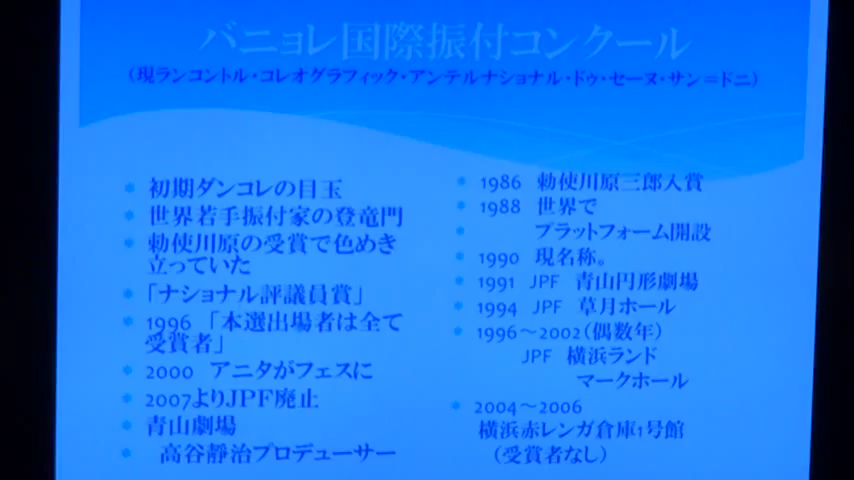 バニョレ国際振付コンクール
（現ランコントル・コレオグラフィック・アンテルナショナル・ドゥ・セーヌ・サン＝ドニ）
初期ダンコレの目玉
世界若手振付家の登竜門
勅使川原の受賞で色めき
立っていた
「ナショナル評議員賞」
1996 「本選出場者は全て
受賞者」
2000 アニタがフェスに
2007よりJPF廃止
青山劇場
高谷靜治プロデューサー
1986 勅使川原三郎入賞
1988 世界で
プラットフォーム開設
1990 現名称。
1991 JPF 青山円形劇場
1994 JPF 草月ホール
1996～2002（偶数年）
JPF 横浜ランド
マークホール
2004～2006
横浜赤レンガ倉庫1号館
（受賞者なし）